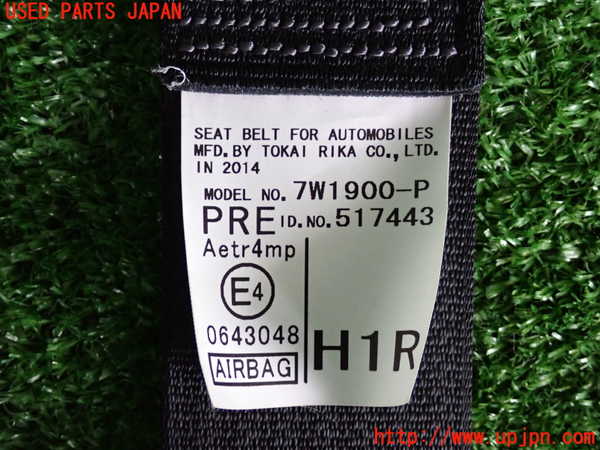 USED PARTS JAPAN
SEAT BELT FOR AUTOMOBILES
MFD. BY TOKAI RIKA CO., LTD.
IN 2014
MODEL NO. 7W1900-P
PRE ID. NO. 517443
Aetr4mp
E4
0643048
AIRBAG
H1R
(C) U-PARTS http://www.upjpn.com/